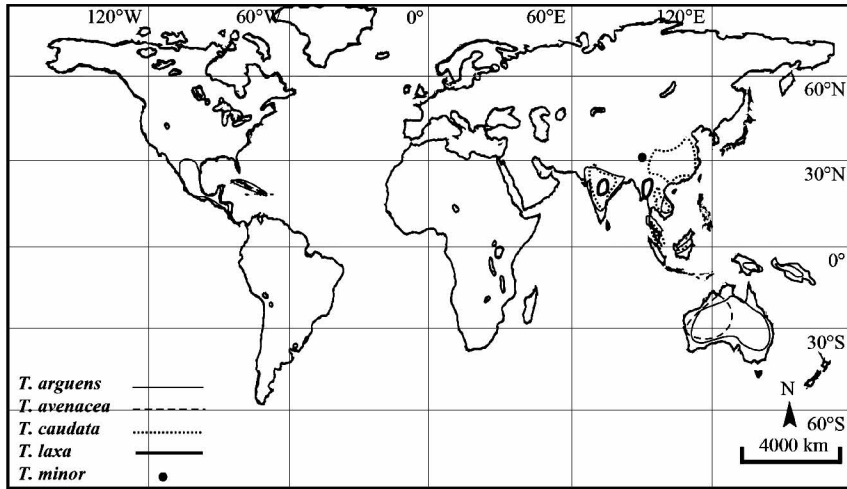 120°W 60°W 0° 60°E 120°E
60°N
30°N
0°
30°S
60°S
T. arguens
T. avenacea
T. caudata
T. laxa
T. minor
N
4000 km